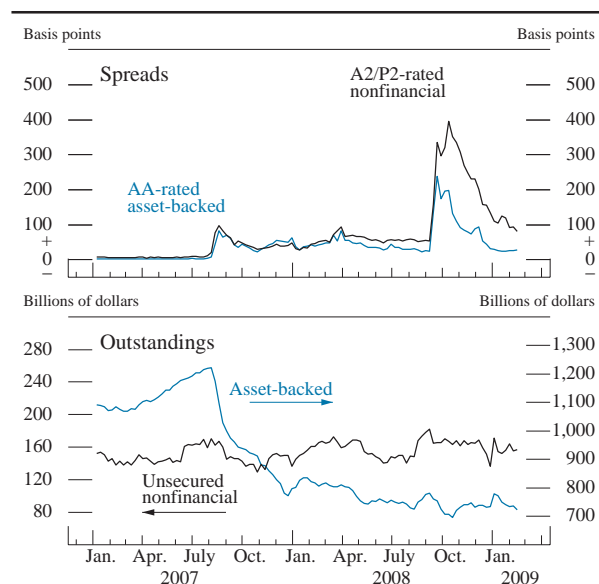 Basis points Basis points
Spreads
A2/P2-rated
nonfinancial
AA-rated
asset-backed
500 500
400 400
300 300
200 200
100 100
+ +
0 0
– –
Billions of dollars Billions of dollars
Outstandings
Asset-backed
Unsecured
nonfinancial
280 1,300
240 1,200
200 1,100
160 1,000
120 900
80 800
700
Jan. Apr. July Oct. Jan. Apr. July Oct. Jan.
2007 2008 2009